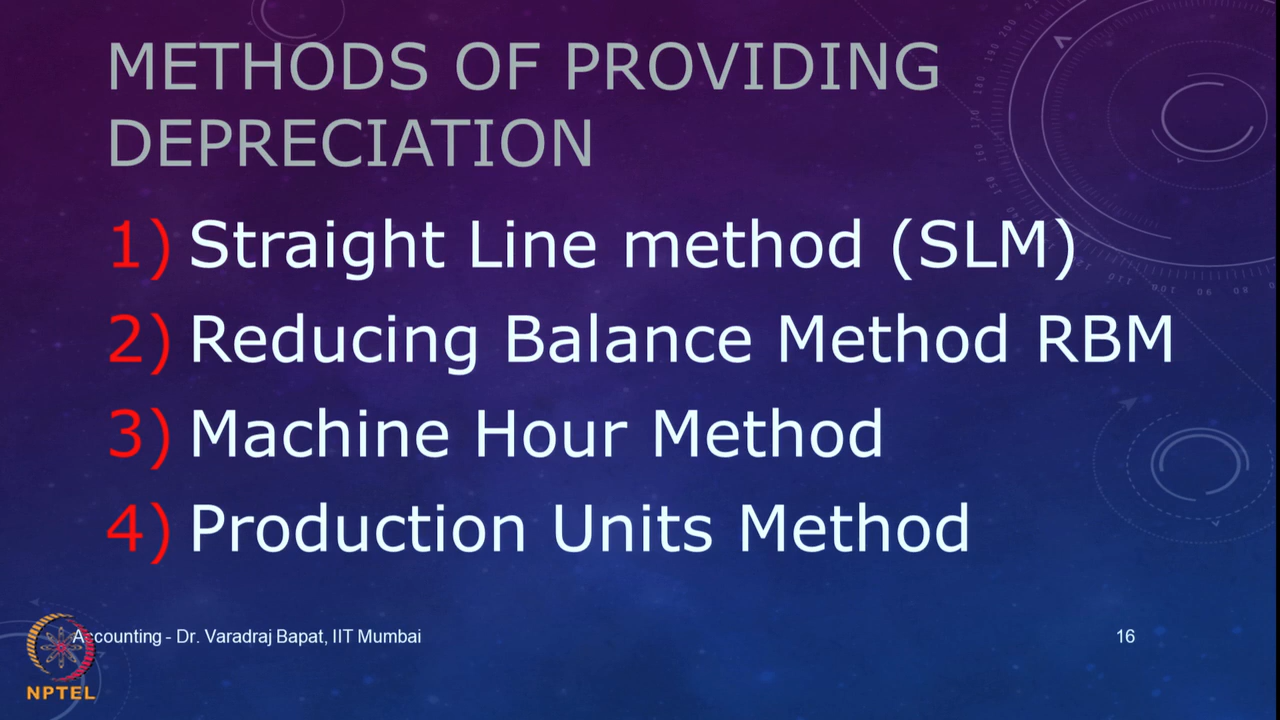 METHODS OF PROVIDING
DEPRECIATION
1) Straight Line method (SLM)
2) Reducing Balance Method RBM
3) Machine Hour Method
4) Production Units Method
Accounting - Dr. Varadraj Bapat, IIT Mumbai
16
NPTEL